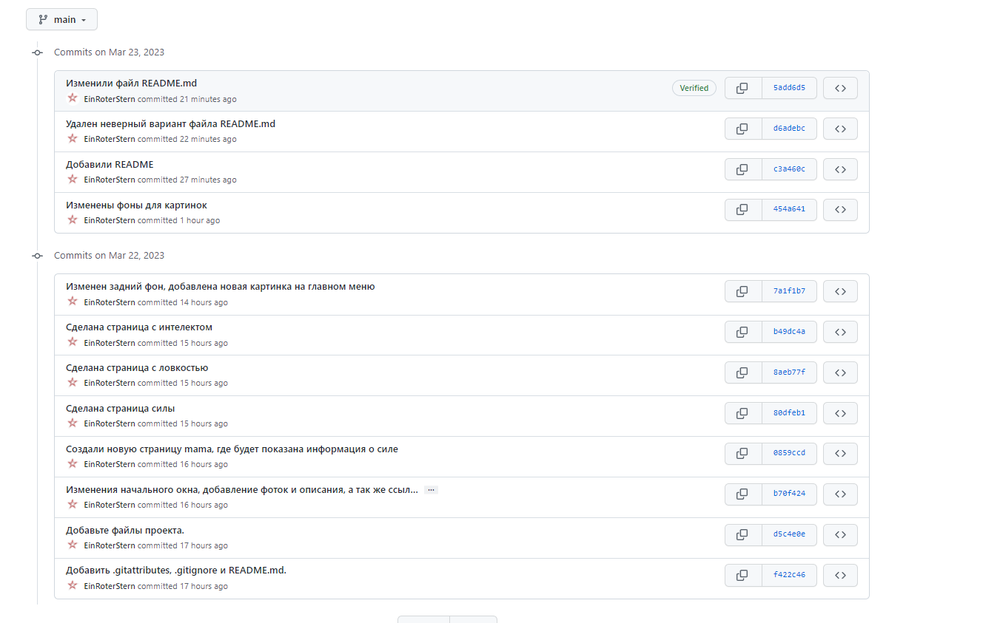 main
Commits on Mar 23, 2023
Изменили файл README.md
Verified
5add6d5
EinRoterStern committed 21 minutes ago
Удален неверный вариант файла README.md
d6adebc
EinRoterStern committed 22 minutes ago
Добавили README
c3a460c
EinRoterStern committed 27 minutes ago
Изменены фоны для картинок
454a641
EinRoterStern committed 1 hour ago
Commits on Mar 22, 2023
Изменен задний фон, добавлена новая картинка на главном меню
7a1f1b7
EinRoterStern committed 14 hours ago
Сделана страница с интелектом
b49dc4a
EinRoterStern committed 15 hours ago
Сделана страница с ловкостью
8aeb77f
EinRoterStern committed 15 hours ago
Сделана страница силы
80dfeb1
EinRoterStern committed 15 hours ago
Создали новую страницу mama, где будет показана информация о силе
0859ccd
EinRoterStern committed 16 hours ago
Изменения начального окна, добавление фоток и описания, а так же ссыл... ...
b70f424
EinRoterStern committed 16 hours ago
Добавьте файлы проекта.
d5c4e0e
EinRoterStern committed 17 hours ago
Добавить .gitattributes, .gitignore и README.md.
f422c46
EinRoterStern committed 17 hours ago